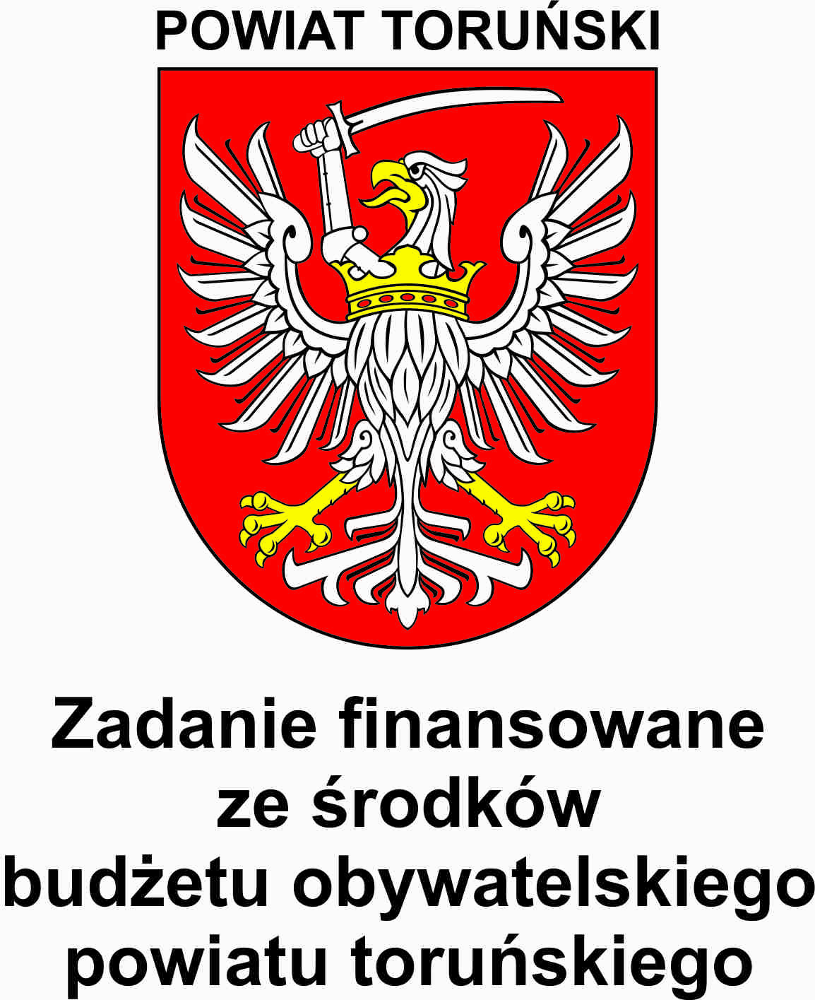 POWIAT TORUŃSKI
Zadanie finansowane
ze środków
budżetu obywatelskiego
powiatu toruńskiego